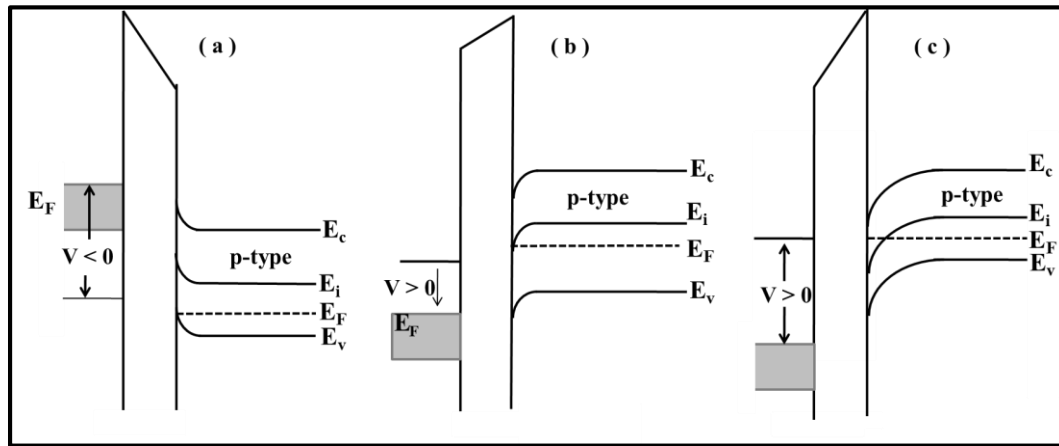 ( a )
E_F
V < 0
E_c
p-type
E_i
E_F
E_v
( b )
E_c
p-type
E_i
E_F
V > 0
E_v
E_F
( c )
E_c
p-type
E_i
E_F
E_v
V > 0